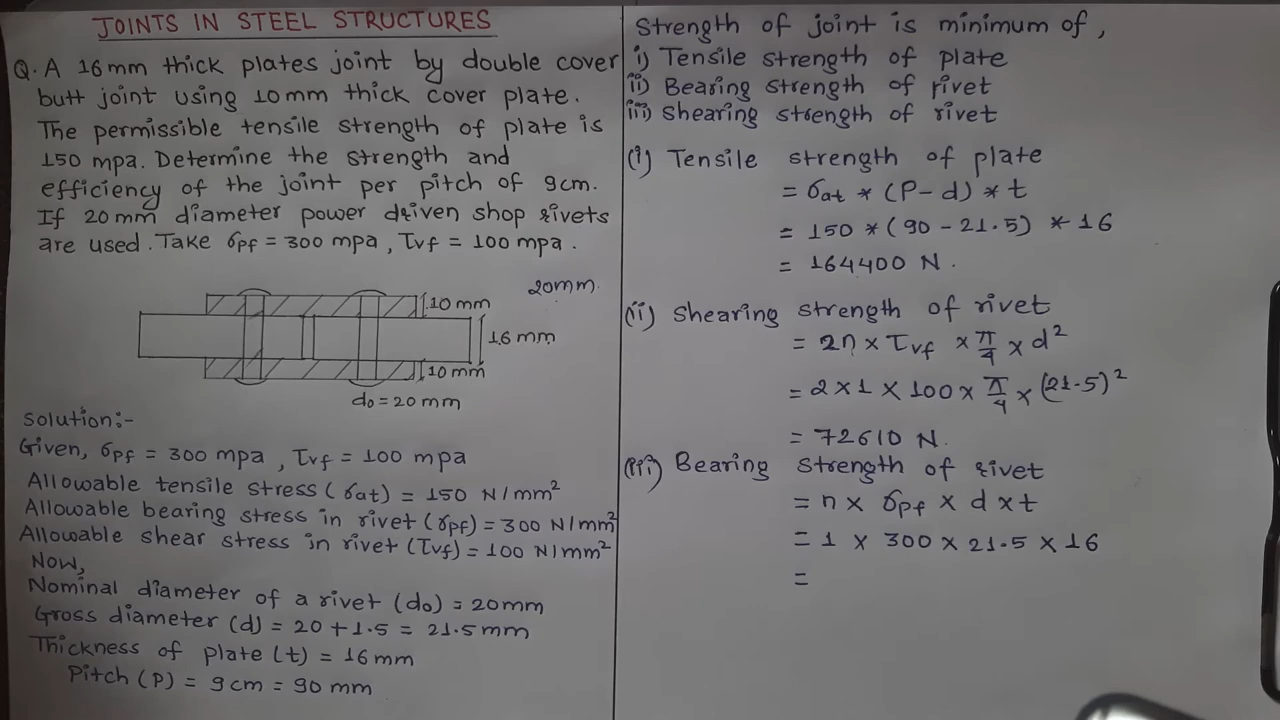 JOINTS IN STEEL STRUCTURES
Q. A 16mm thick plates joint by double cover
butt joint using 10mm thick cover plate.
The permissible tensile strength of plate is
150 mpa. Determine the strength and
efficiency of the joint per pitch of 9cm.
If 20mm diameter power driven shop rivets
are used. Take σpf = 300 mpa, τvf = 100 mpa.
20mm.
10 mm
16 mm
10 mm
do = 20 mm
Solution:-
Given, σpf = 300 mpa, τvf = 100 mpa
Allowable tensile stress (σat) = 150 N/mm²
Allowable bearing stress in rivet (σpf) = 300 N/mm²
Allowable shear stress in rivet (τvf) = 100 N/mm²
Now,
Nominal diameter of a rivet (do) = 20mm
Gross diameter (d) = 20 + 1.5 = 21.5mm
Thickness of plate (t) = 16mm
Pitch (P) = 9cm = 90 mm
Strength of joint is minimum of,
i) Tensile strength of plate
ii) Bearing strength of rivet
iii) shearing strength of rivet
(i) Tensile strength of plate
= σat * (P-d) * t
= 150 * (90 - 21.5) * 16
= 164400 N.
(ii) Shearing strength of rivet
= 2n × τvf × π/4 × d²
= 2 × 1 × 100 × π/4 × (21.5)²
= 72610 N.
(iii) Bearing strength of rivet
= n × σpf × d × t
= 1 × 300 × 21.5 × 16
=